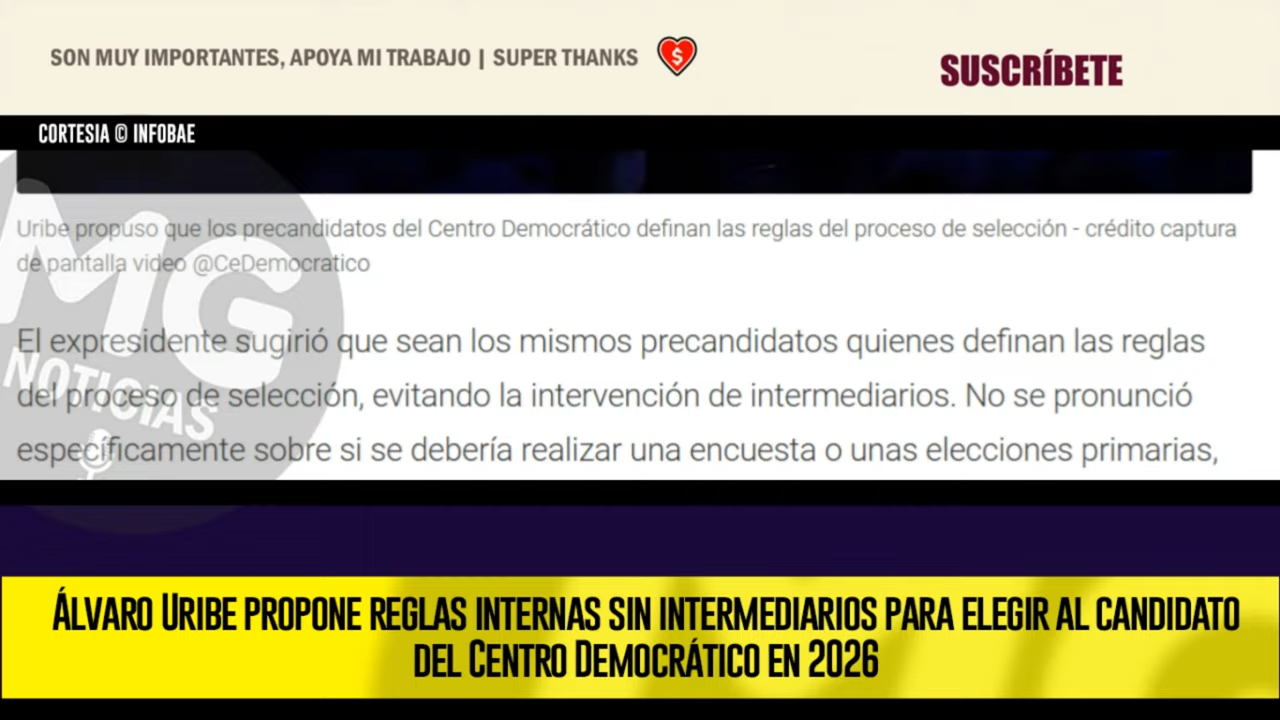 SON MUY IMPORTANTES, APOYA MI TRABAJO | SUPER THANKS $
SUSCRÍBETE
CORTESIA © INFOBAE
Uribe propuso que los precandidatos del Centro Democrático definan las reglas del proceso de selección - crédito captura
de pantalla video @CeDemocratico
El expresidente sugirió que sean los mismos precandidatos quienes definan las reglas
del proceso de selección, evitando la intervención de intermediarios. No se pronunció
específicamente sobre si se debería realizar una encuesta o unas elecciones primarias,
MG
NOTICIAS
ÁLVARO URIBE PROPONE REGLAS INTERNAS SIN INTERMEDIARIOS PARA ELEGIR AL CANDIDATO
DEL CENTRO DEMOCRÁTICO EN 2026